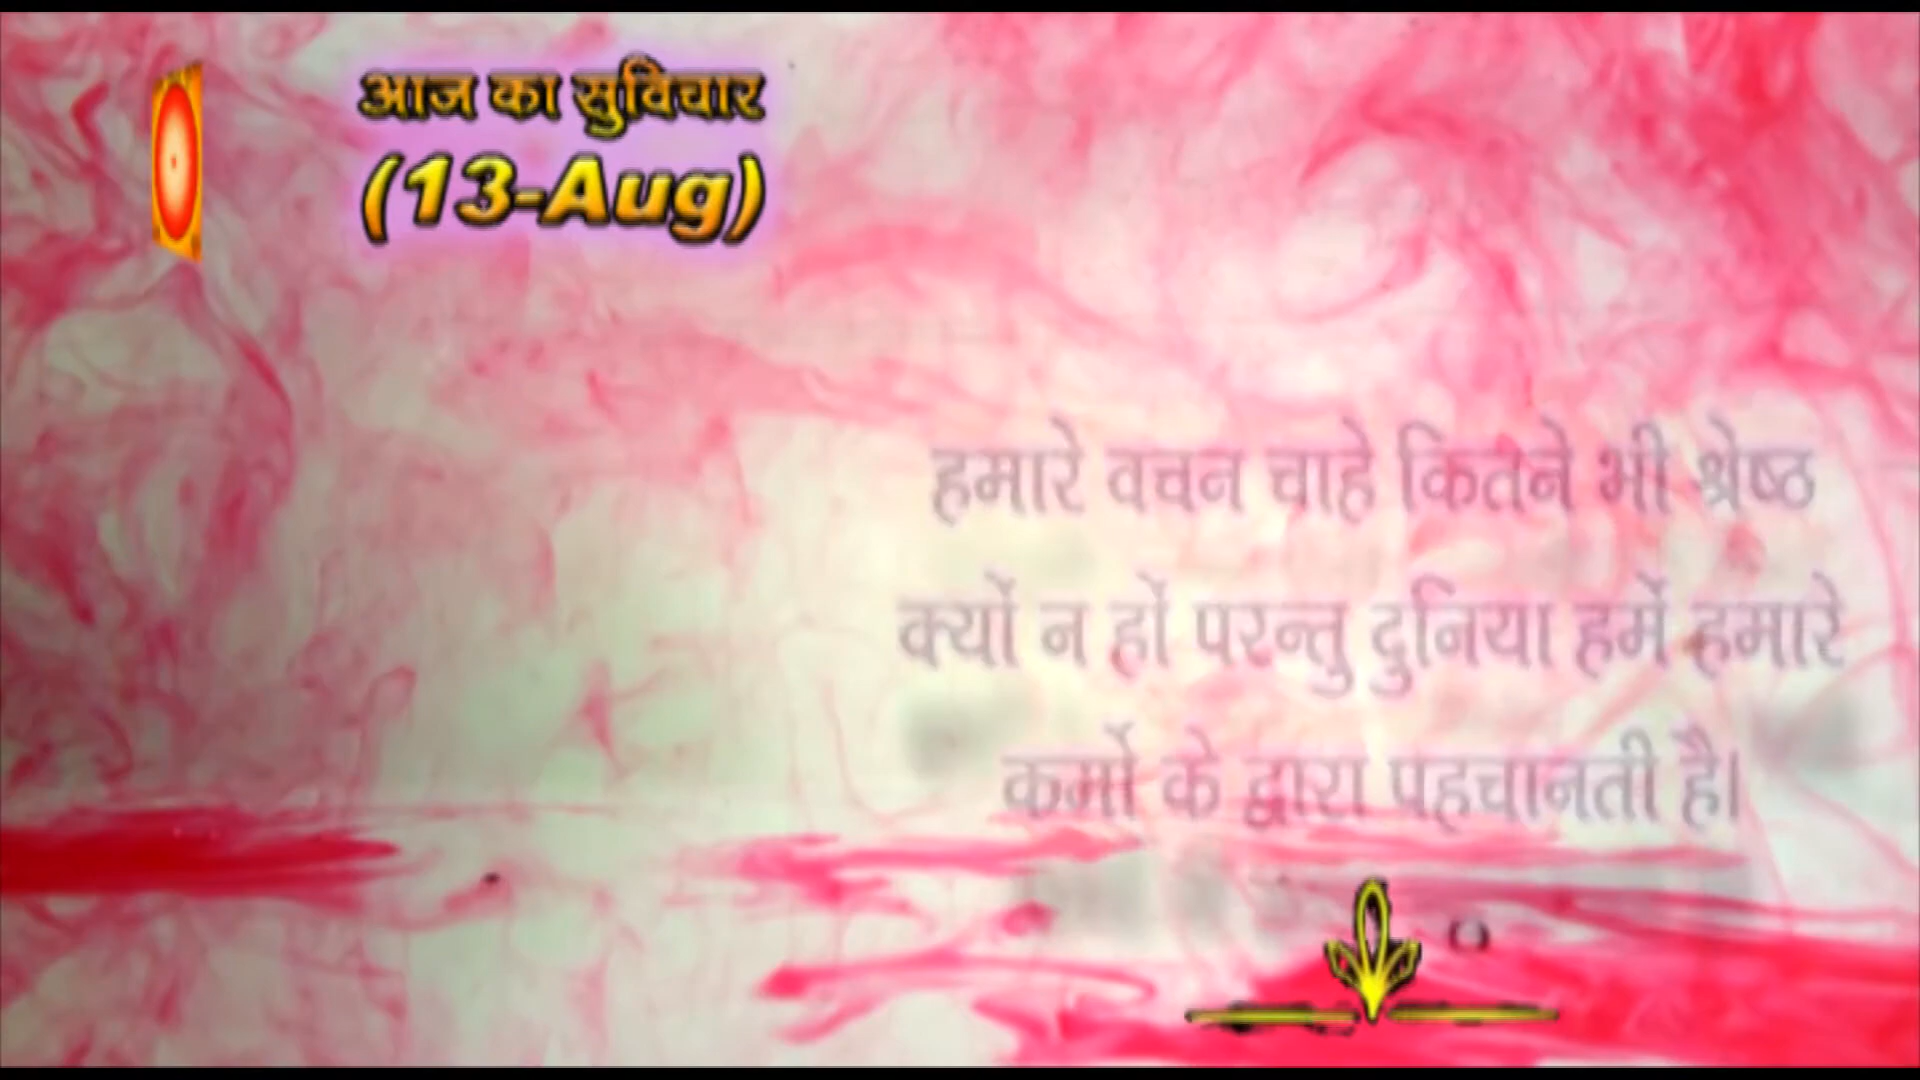 आज का सुविचार
(13-Aug)
हमारे वचन चाहे कितने भी श्रेष्ठ
क्यों न हों परन्तु दुनिया हमें हमारे
कर्मो के द्वारा पहचानती है।